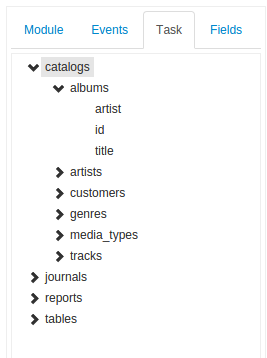 Module Events Task Fields
catalogs
albums
artist
id
title
artists
customers
genres
media_types
tracks
journals
reports
tables